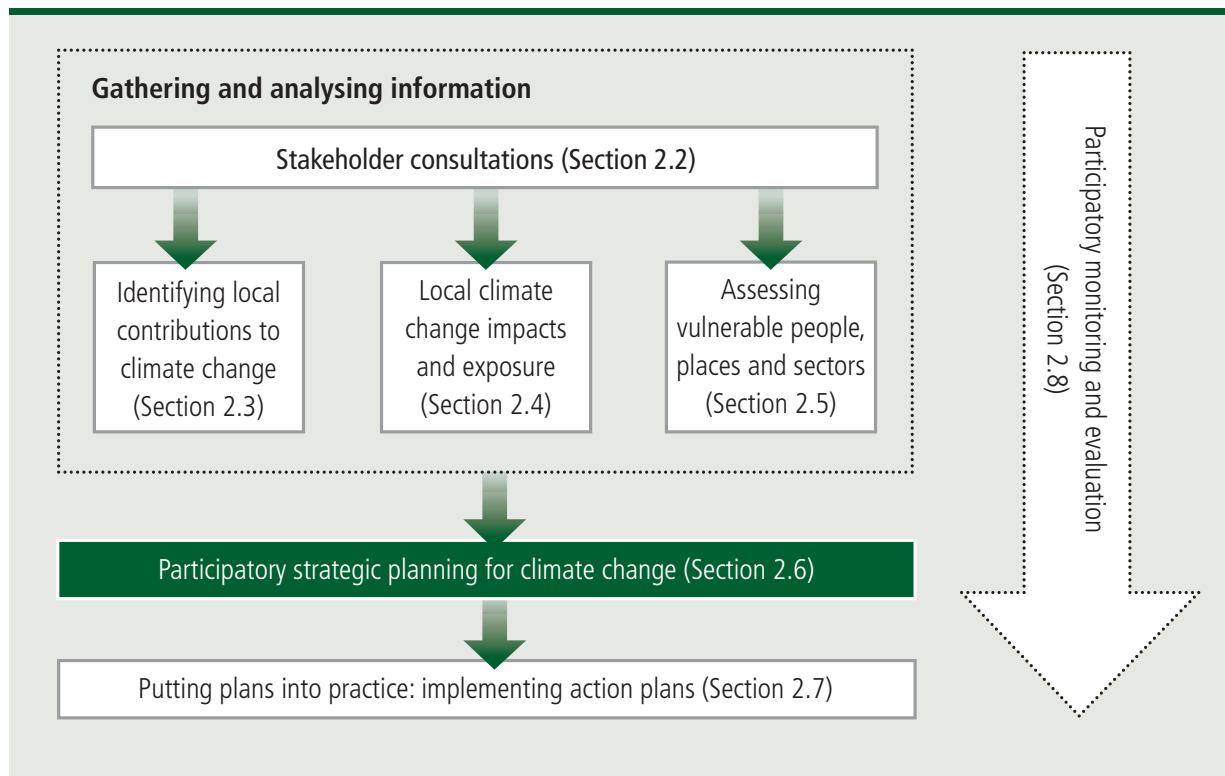 Gathering and analysing information
Stakeholder consultations (Section 2.2)
Identifying local
contributions to
climate change
(Section 2.3)
Local climate
change impacts
and exposure
(Section 2.4)
Assessing
vulnerable people,
places and sectors
(Section 2.5)
Participatory strategic planning for climate change (Section 2.6)
Putting plans into practice: implementing action plans (Section 2.7)
Participatory monitoring and evaluation
(Section 2.8)